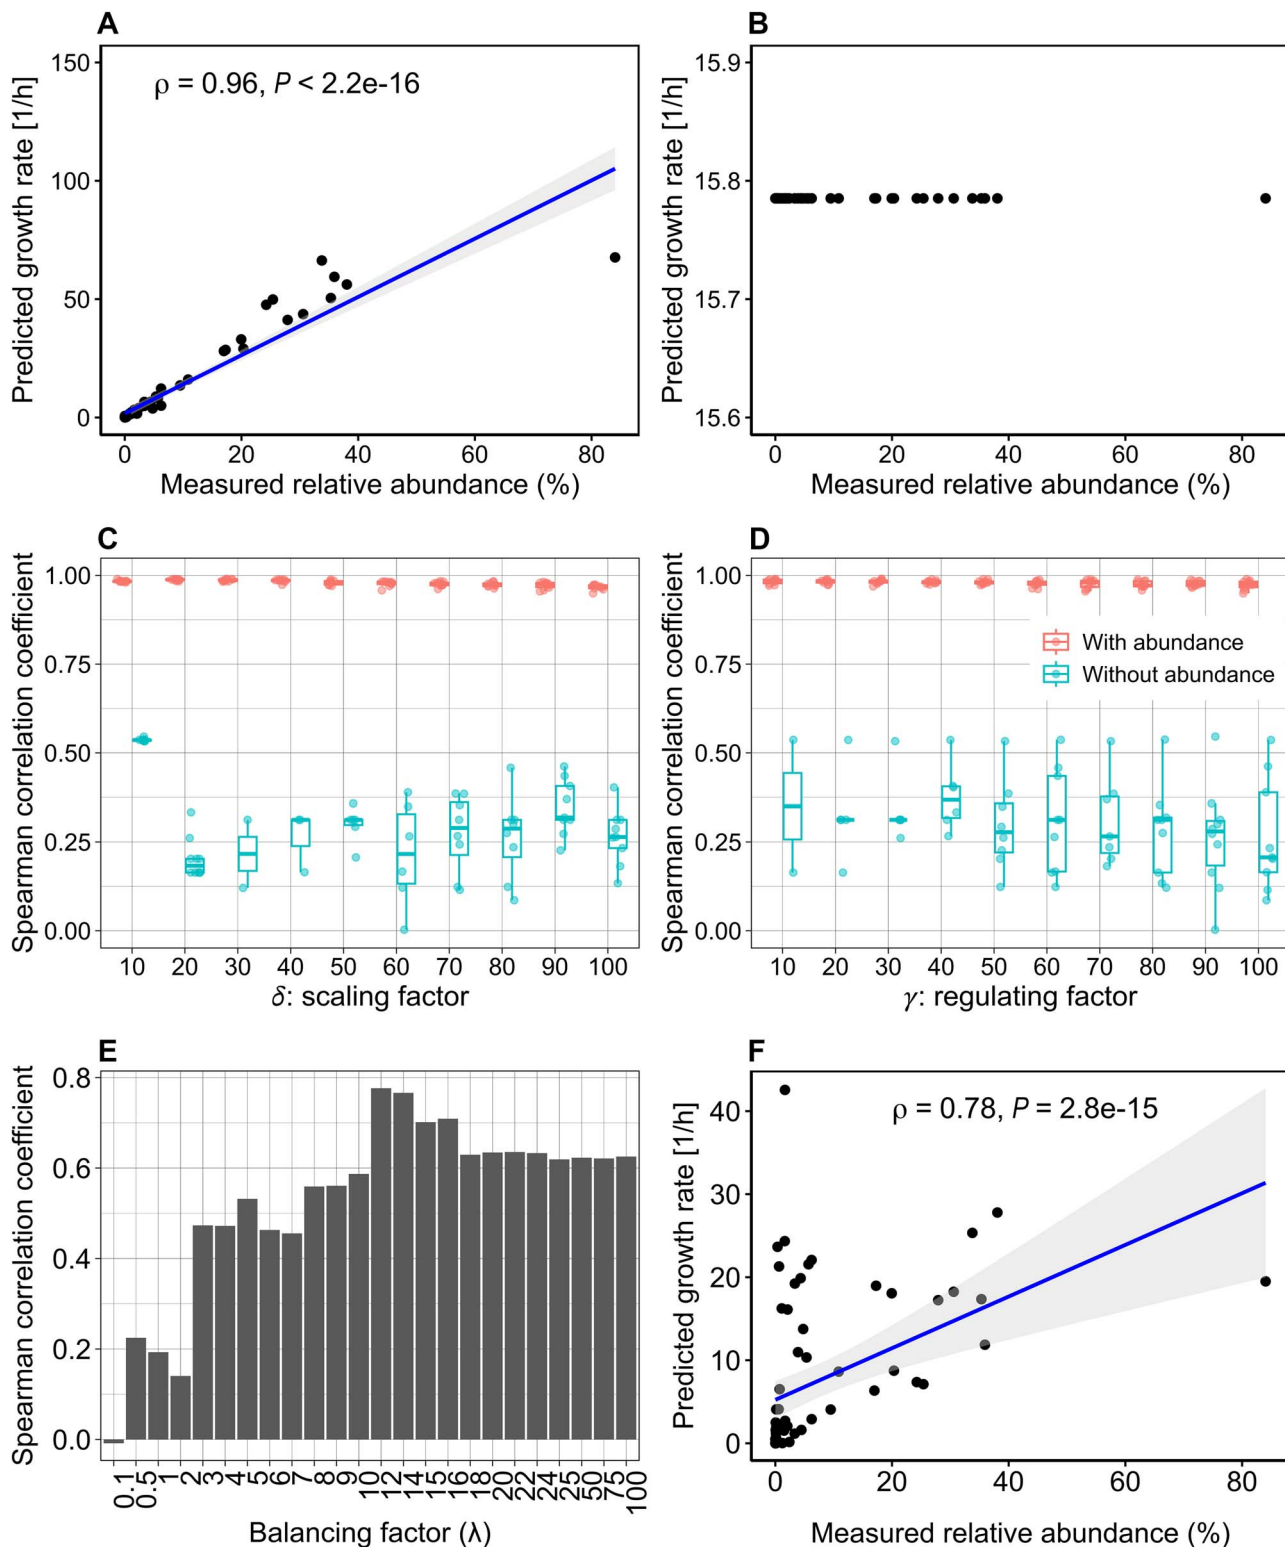 A
Predicted growth rate [1/h]
150
100
50
0
ρ = 0.96, P < 2.2e-16
0 20 40 60 80
Measured relative abundance (%)
B
Predicted growth rate [1/h]
15.9
15.8
15.7
15.6
0 20 40 60 80
Measured relative abundance (%)
C
Spearman correlation coefficient
1.00
0.75
0.50
0.25
0.00
10 20 30 40 50 60 70 80 90 100
δ: scaling factor
D
Spearman correlation coefficient
1.00
0.75
0.50
0.25
0.00
With abundance
Without abundance
10 20 30 40 50 60 70 80 90 100
γ: regulating factor
E
Spearman correlation coefficient
0.8
0.6
0.4
0.2
0.0
0.1 0.5 1 2 3 4 5 6 7 8 9 10 12 14 15 16 18 20 22 24 25 50 75 100
Balancing factor (λ)
F
Predicted growth rate [1/h]
40
30
20
10
0
ρ = 0.78, P = 2.8e-15
0 20 40 60 80
Measured relative abundance (%)